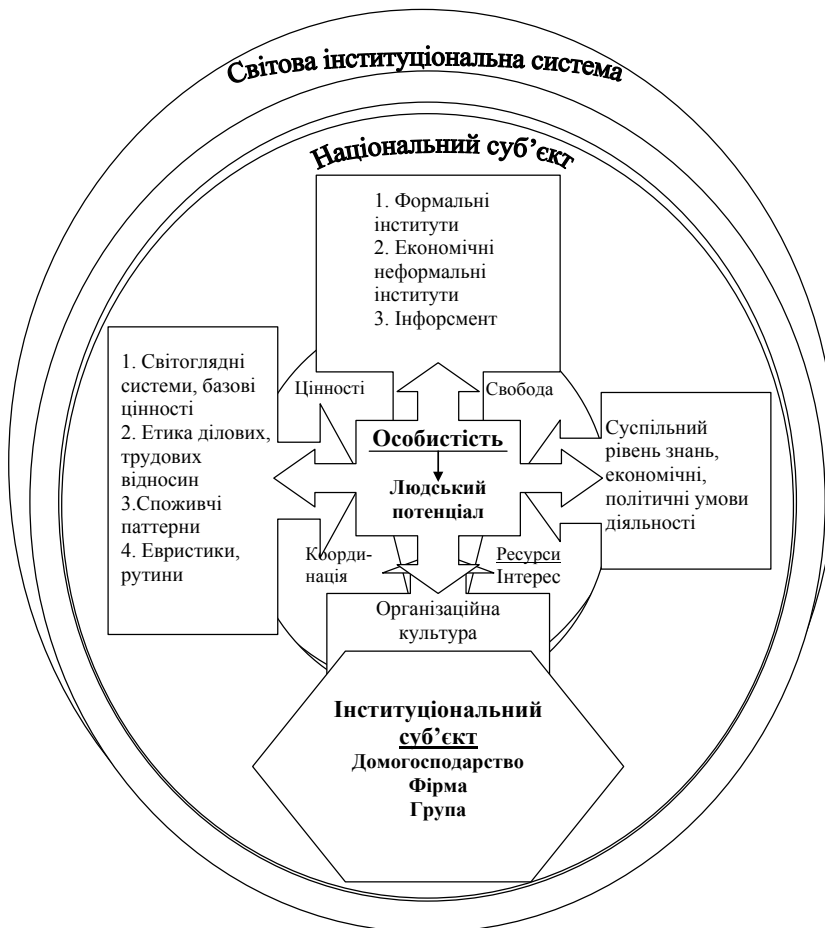 Світова інституціональна система
Національний суб’єкт
1. Формальні
інститути
2. Економічні
неформальні
інститути
3. Інфорсмент
1. Світоглядні
системи, базові
цінності
2. Етика ділових,
трудових
відносин
3.Споживчі
паттерни
4. Евристики,
рутини
Цінності
Свобода
Особистість
Людський
потенціал
Суспільний
рівень знань,
економічні,
політичні умови
діяльності
Коорди-
нація
Ресурси
Інтерес
Організаційна
культура
Інституціональний
суб’єкт
Домогосподарство
Фірма
Група